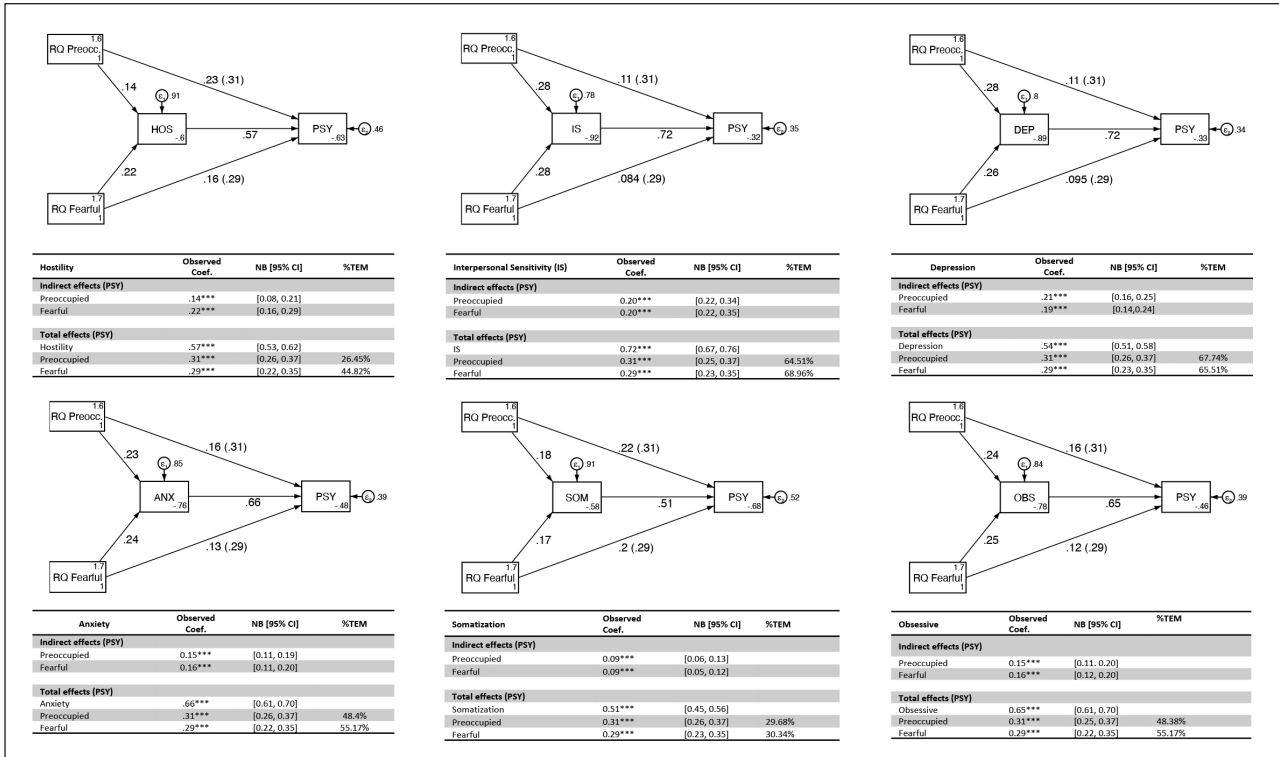 1.6
RQ Preocc.
1
.23 (.31)
.14
ε₁ .91
HOS
-.6
.57
PSY
-.63
ε₂ .46
.22
.16 (.29)
1.7
RQ Fearful
1
Hostility Observed Coef. NB [95% CI] %TEM
Indirect effects (PSY)
Preoccupied .14*** [0.08, 0.21]
Fearful .22*** [0.16, 0.29]
Total effects (PSY)
Hostility .57*** [0.53, 0.62]
Preoccupied .31*** [0.26, 0.37] 26.45%
Fearful .29*** [0.22, 0.35] 44.82%
1.6
RQ Preocc.
1
.11 (.31)
.28
ε₁ .78
IS
-.92
.72
PSY
-.32
ε₂ .35
.28
.084 (.29)
1.7
RQ Fearful
1
Interpersonal Sensitivity (IS) Observed Coef. NB [95% CI] %TEM
Indirect effects (PSY)
Preoccupied 0.20*** [0.22, 0.34]
Fearful 0.20*** [0.22, 0.35]
Total effects (PSY)
IS 0.72*** [0.67, 0.76]
Preoccupied 0.31*** [0.25, 0.37] 64.51%
Fearful 0.29*** [0.23, 0.35] 68.96%
1.6
RQ Preocc.
1
.11 (.31)
.28
ε₁ .8
DEP
-.89
.72
PSY
-.33
ε₂ .34
.26
.095 (.29)
1.7
RQ Fearful
1
Depression Observed Coef. NB [95% CI] %TEM
Indirect effects (PSY)
Preoccupied .21*** [0.16, 0.25]
Fearful .19*** [0.14,0.24]
Total effects (PSY)
Depression .54*** [0.51, 0.58]
Preoccupied .31*** [0.26, 0.37] 67.74%
Fearful .29*** [0.23, 0.35] 65.51%
1.6
RQ Preocc.
1
.16 (.31)
.23
ε₁ .85
ANX
-.76
.66
PSY
-.48
ε₂ .39
.24
.13 (.29)
1.7
RQ Fearful
1
Anxiety Observed Coef. NB [95% CI] %TEM
Indirect effects (PSY)
Preoccupied 0.15*** [0.11, 0.19]
Fearful 0.16*** [0.11, 0.20]
Total effects (PSY)
Anxiety .66*** [0.61, 0.70]
Preoccupied .31*** [0.26, 0.37] 48.4%
Fearful .29*** [0.22, 0.35] 55.17%
1.6
RQ Preocc.
1
.22 (.31)
.18
ε₁ .91
SOM
-.58
.51
PSY
-.68
ε₂ .52
.17
.2 (.29)
1.7
RQ Fearful
1
Somatization Observed Coef. NB [95% CI] %TEM
Indirect effects (PSY)
Preoccupied 0.09*** [0.06, 0.13]
Fearful 0.09*** [0.05, 0.12]
Total effects (PSY)
Somatization 0.51*** [0.45, 0.56]
Preoccupied 0.31*** [0.26, 0.37] 29.68%
Fearful 0.29*** [0.23, 0.35] 30.34%
1.6
RQ Preocc.
1
.16 (.31)
.24
ε₁ .84
OBS
-.78
.65
PSY
-.46
ε₂ .39
.25
.12 (.29)
1.7
RQ Fearful
1
Obsessive Observed Coef. NB [95% CI] %TEM
Indirect effects (PSY)
Preoccupied 0.15*** [0.11. 0.20]
Fearful 0.16*** [0.12, 0.20]
Total effects (PSY)
Obsessive 0.65*** [0.61, 0.70]
Preoccupied 0.31*** [0.25, 0.37] 48.38%
Fearful 0.29*** [0.22, 0.35] 55.17%